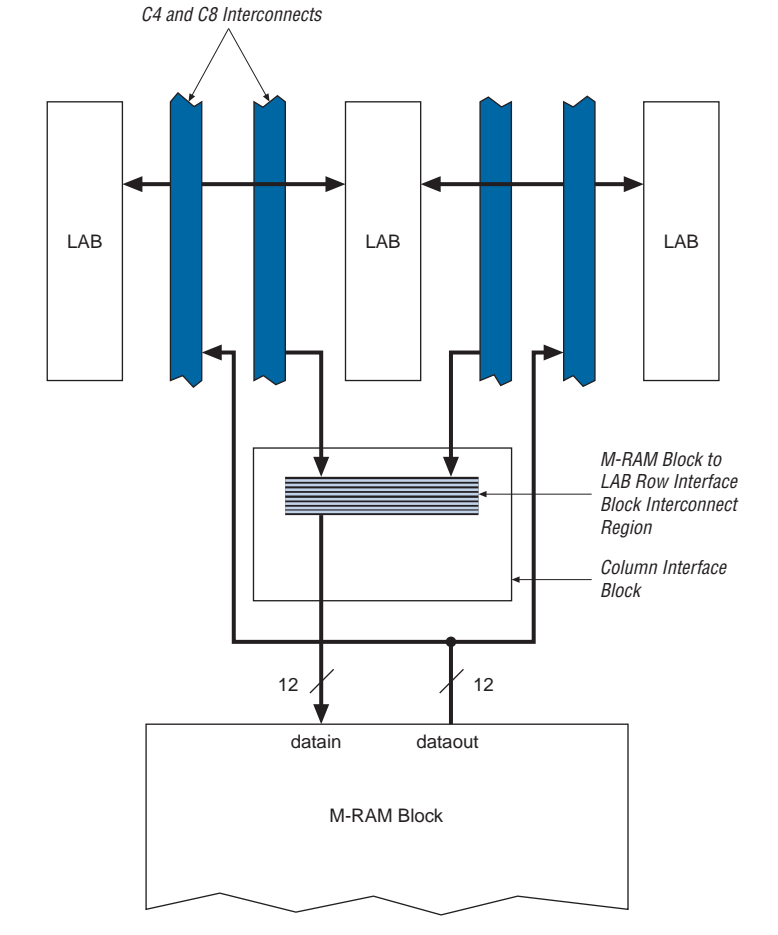 C4 and C8 Interconnects
LAB
LAB
LAB
M-RAM Block to
LAB Row Interface
Block Interconnect
Region
Column Interface
Block
12
12
datain
dataout
M-RAM Block